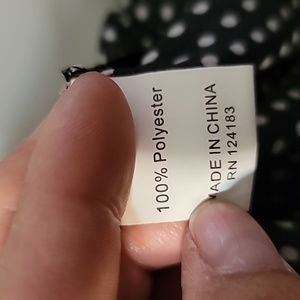 100% Polyester
MADE IN CHINA
RN 124183